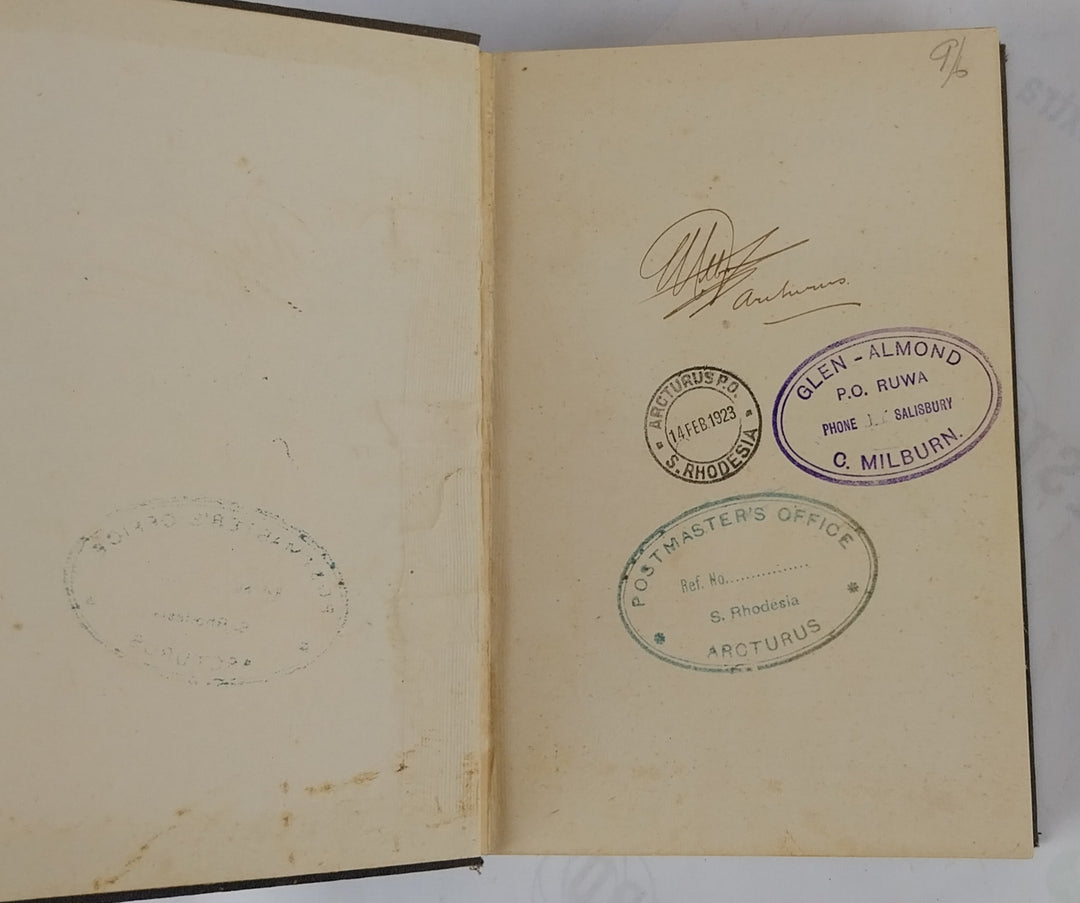 9/6
Arcturus.
ARCTURUS P.O.
14 FEB.1923
S. RHODESIA
GLEN-ALMOND
P.O. RUWA
PHONE SALISBURY
C. MILBURN.
POSTMASTER'S OFFICE
Ref. No...............
S. Rhodesia
ARCTURUS